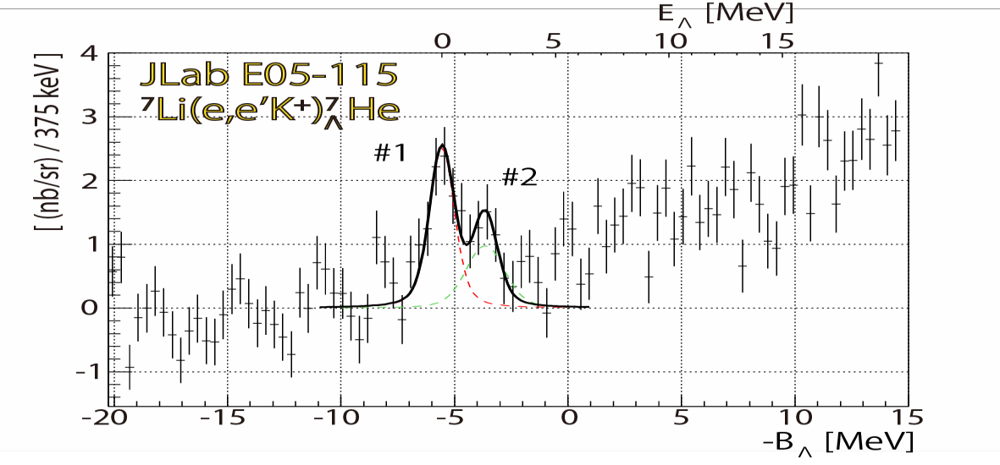 E_Λ [MeV]
0 5 10 15
[ (nb/sr) / 375 keV ]
4
3
2
1
0
-1
JLab E05-115
⁷Li(e,e′K⁺)⁷_ΛHe
#1
#2
-20 -15 -10 -5 0 5 10 15
-B_Λ [MeV]